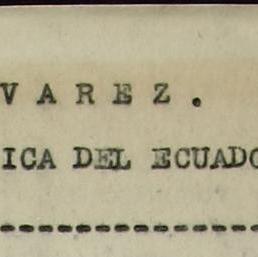 V A R E Z .
ICA DEL ECUADO
--------------------